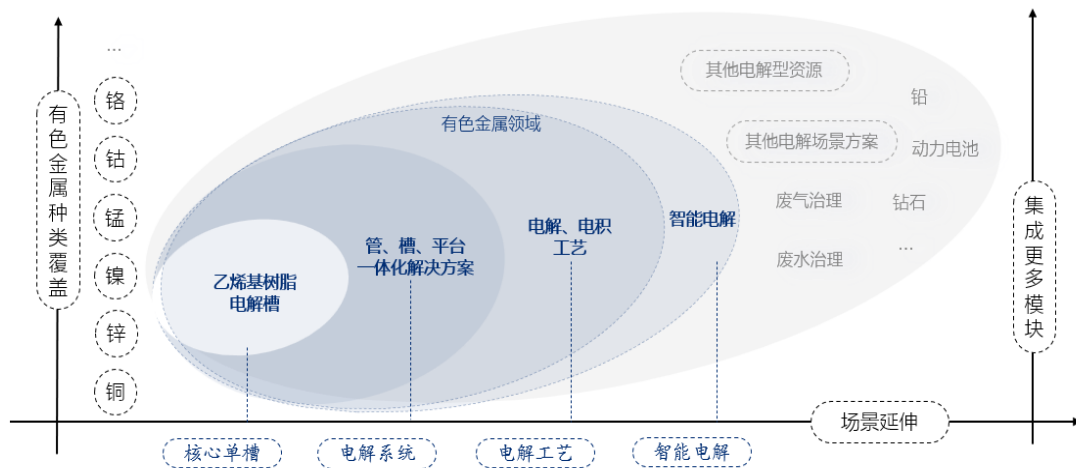 有色金属种类覆盖
…
铬
钴
锰
镍
锌
铜
乙烯基树脂
电解槽
管、槽、平台
一体化解决方案
有色金属领域
电解、电积
工艺
智能电解
其他电解型资源
铅
其他电解场景方案
动力电池
废气治理
钻石
废水治理
…
集成更多模块
场景延伸
核心单槽
电解系统
电解工艺
智能电解